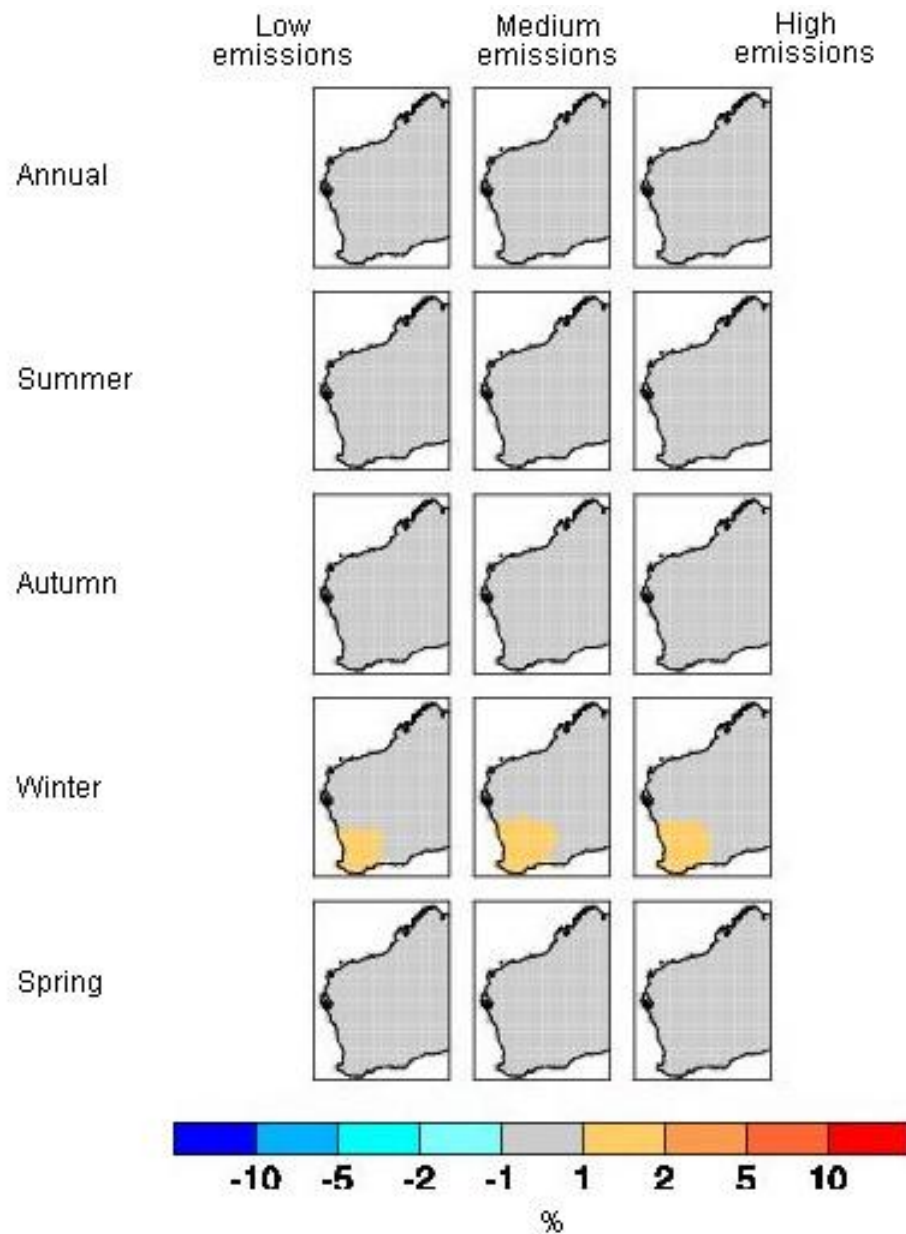 Low
emissions
Medium
emissions
High
emissions
Annual
Summer
Autumn
Winter
Spring
-10 -5 -2 -1 1 2 5 10
%